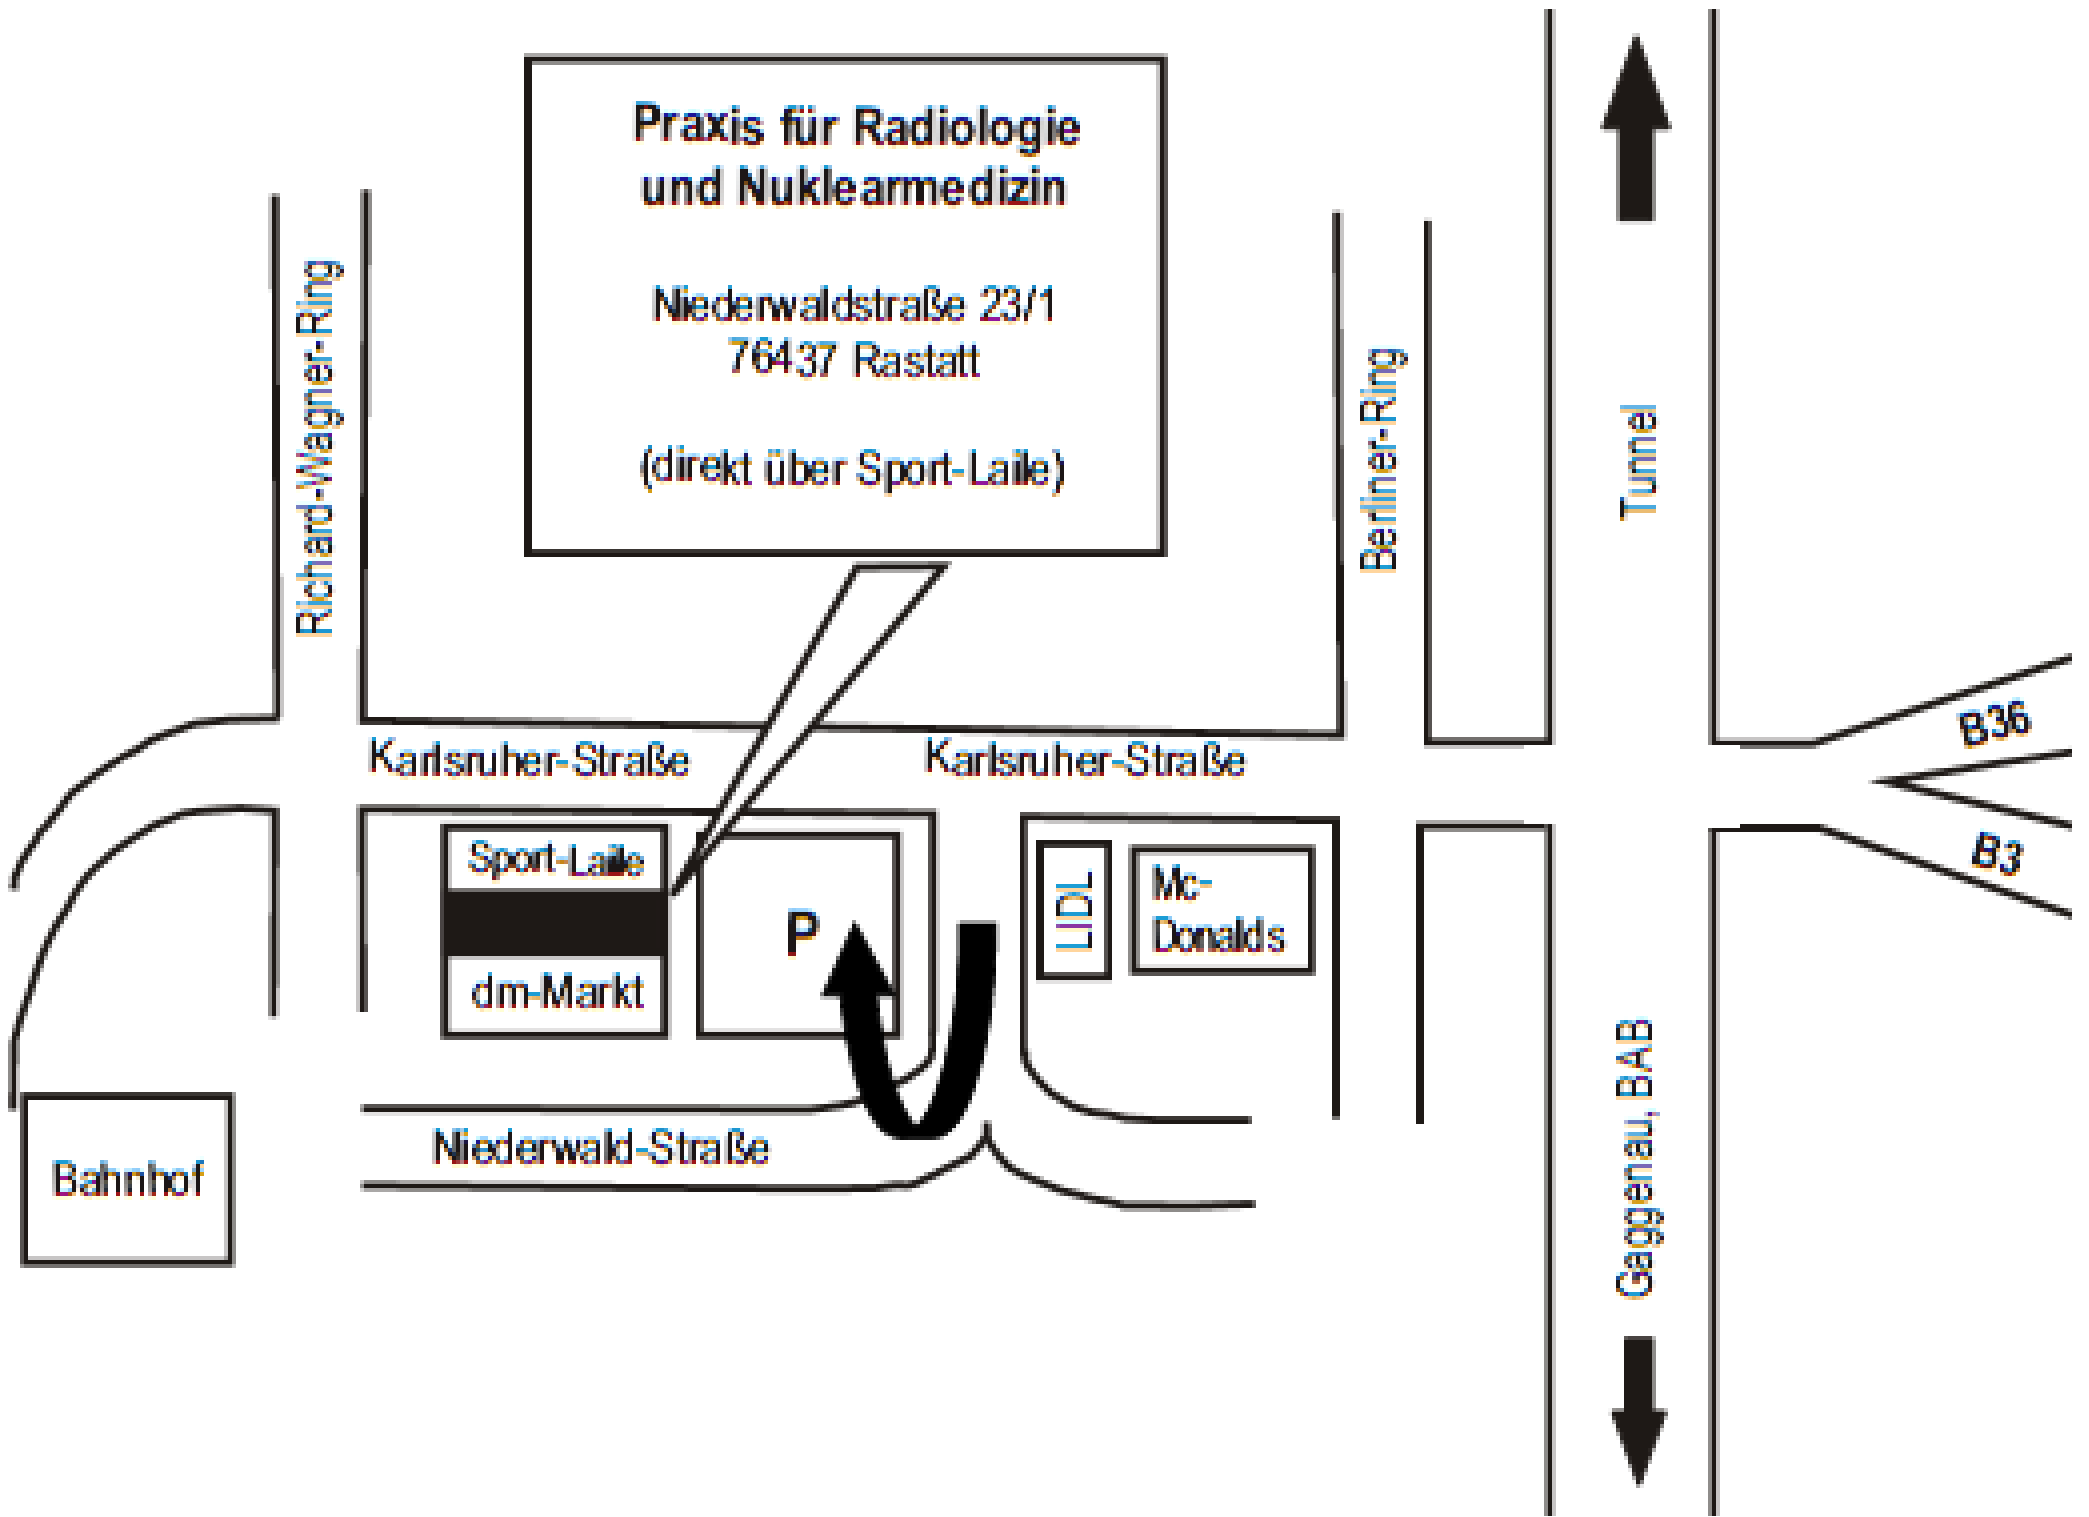 Praxis für Radiologie
und Nuklearmedizin
Niederwaldstraße 23/1
76437 Rastatt
(direkt über Sport-Laile)
Richard-Wagner-Ring
Berliner-Ring
Tunnel
B36
Karlsruher-Straße
Karlsruher-Straße
B3
Sport-Laile
dm-Markt
P
LIDL
Mc-
Donalds
Gaggenau, BAB
Niederwald-Straße
Bahnhof